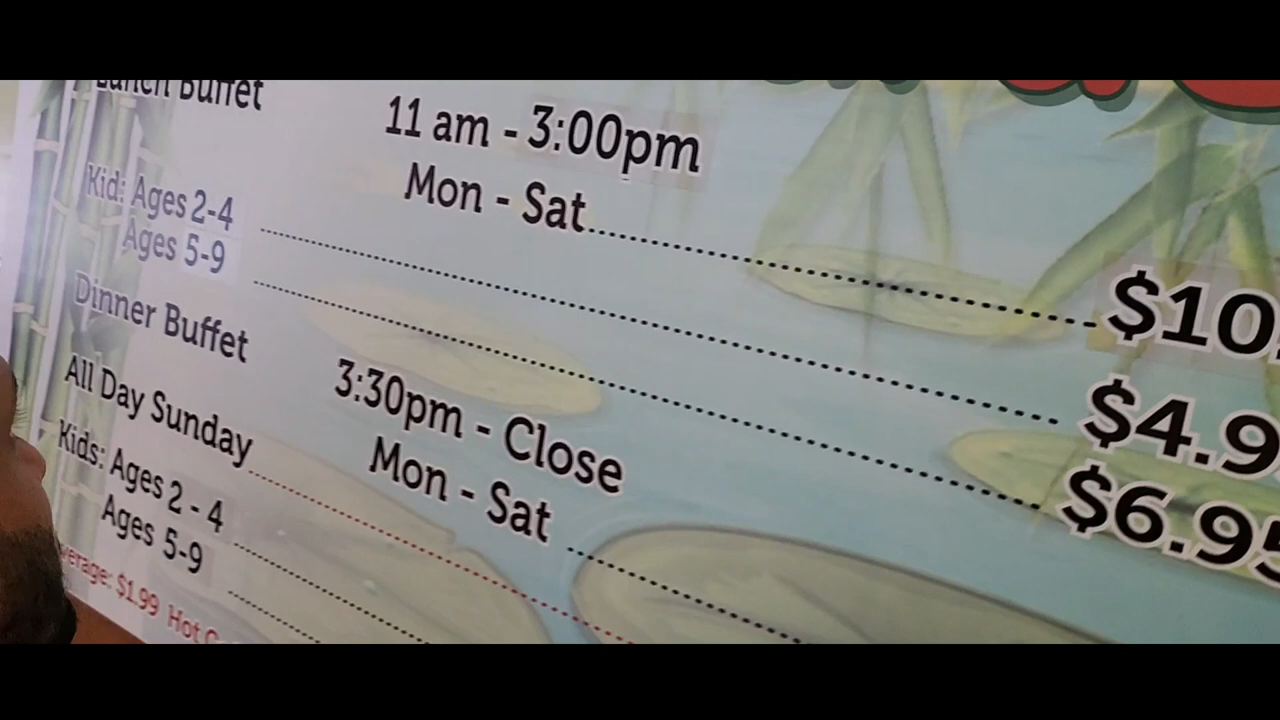 Lunch Buffet
11 am - 3:00pm
Mon - Sat.......... $10.
Kid: Ages 2-4 .......... $4.9
Ages 5-9 .......... $6.95
Dinner Buffet
3:30pm - Close
Mon - Sat ..........
All Day Sunday ..........
Kids: Ages 2 - 4 ..........
Ages 5-9 ..........
verage: $1.99 Hot